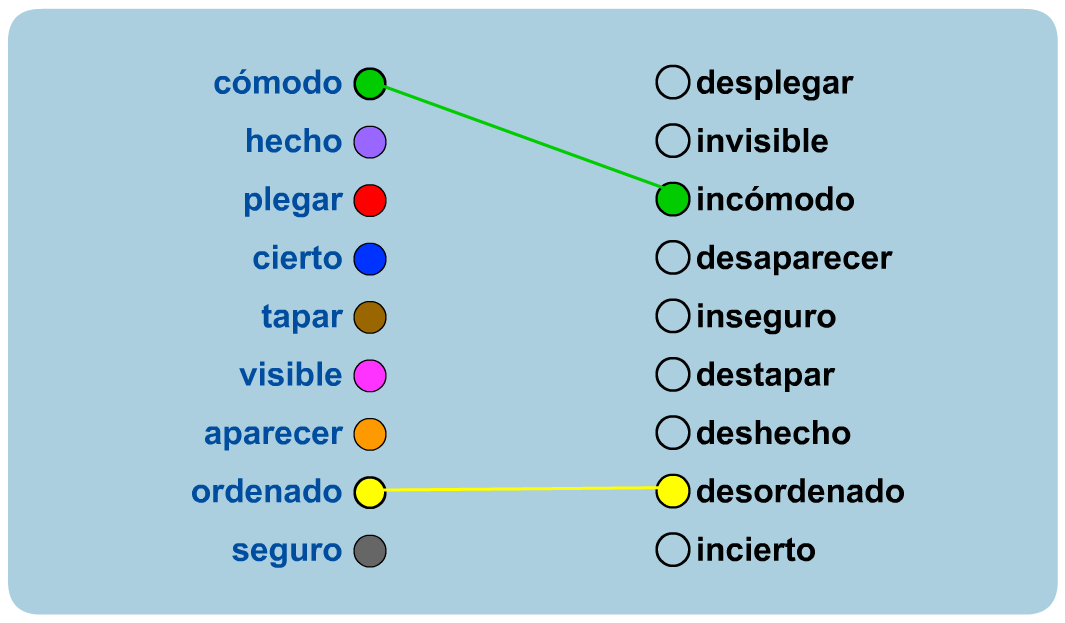 cómodo desplegar
hecho invisible
plegar incómodo
cierto desaparecer
tapar inseguro
visible destapar
aparecer deshecho
ordenado desordenado
seguro incierto